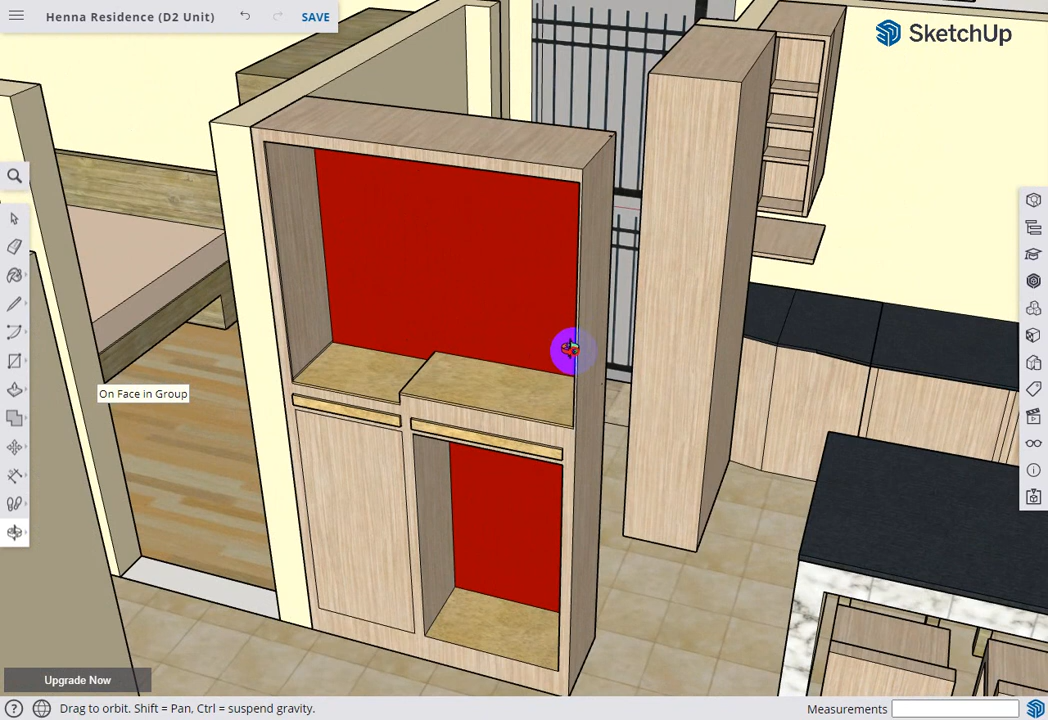 Henna Residence (D2 Unit)
SAVE
SketchUp
On Face in Group
Upgrade Now
Drag to orbit. Shift = Pan, Ctrl = suspend gravity.
Measurements